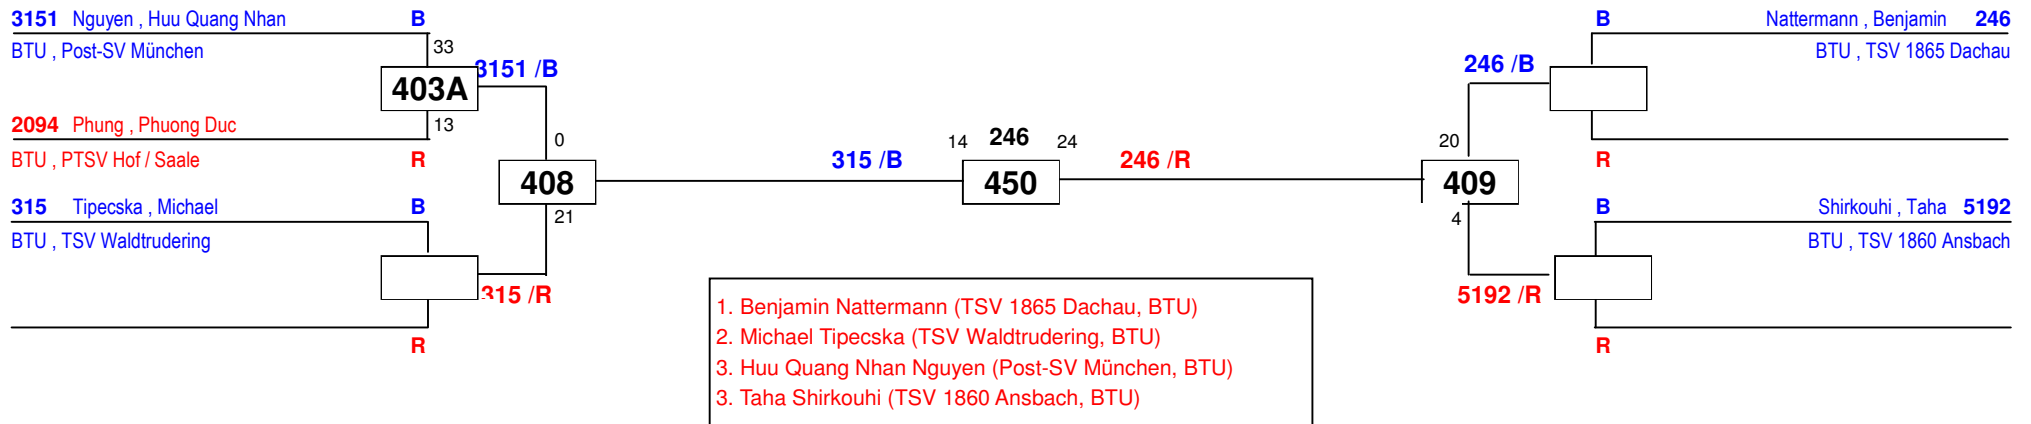 3151 Nguyen , Huu Quang Nhan B
BTU , Post-SV München
33
403A
3151 /B
2094 Phung , Phuong Duc
13
BTU , PTSV Hof / Saale R
0
408
21
315 Tipecska , Michael B
BTU , TSV Waldtrudering
315 /R
R
315 /B
14 246 24
450
246 /R
B Nattermann , Benjamin 246
BTU , TSV 1865 Dachau
246 /B
R
20
409
4
B Shirkouhi , Taha 5192
BTU , TSV 1860 Ansbach
5192 /R
R
1. Benjamin Nattermann (TSV 1865 Dachau, BTU)
2. Michael Tipecska (TSV Waldtrudering, BTU)
3. Huu Quang Nhan Nguyen (Post-SV München, BTU)
3. Taha Shirkouhi (TSV 1860 Ansbach, BTU)